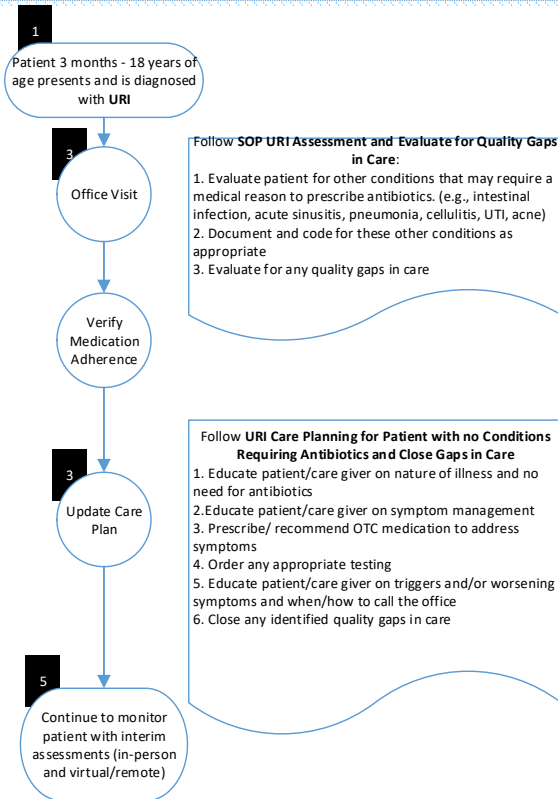 1
Patient 3 months - 18 years of
age presents and is diagnosed
with URI
3
Office Visit
Follow SOP URI Assessment and Evaluate for Quality Gaps
in Care:
1. Evaluate patient for other conditions that may require a
medical reason to prescribe antibiotics. (e.g., intestinal
infection, acute sinusitis, pneumonia, cellulitis, UTI, acne)
2. Document and code for these other conditions as
appropriate
3. Evaluate for any quality gaps in care
Verify
Medication
Adherence
3
Update Care
Plan
Follow URI Care Planning for Patient with no Conditions
Requiring Antibiotics and Close Gaps in Care
1. Educate patient/care giver on nature of illness and no
need for antibiotics
2.Educate patient/care giver on symptom management
3. Prescribe/ recommend OTC medication to address
symptoms
4. Order any appropriate testing
5. Educate patient/care giver on triggers and/or worsening
symptoms and when/how to call the office
6. Close any identified quality gaps in care
5
Continue to monitor
patient with interim
assessments (in-person
and virtual/remote)